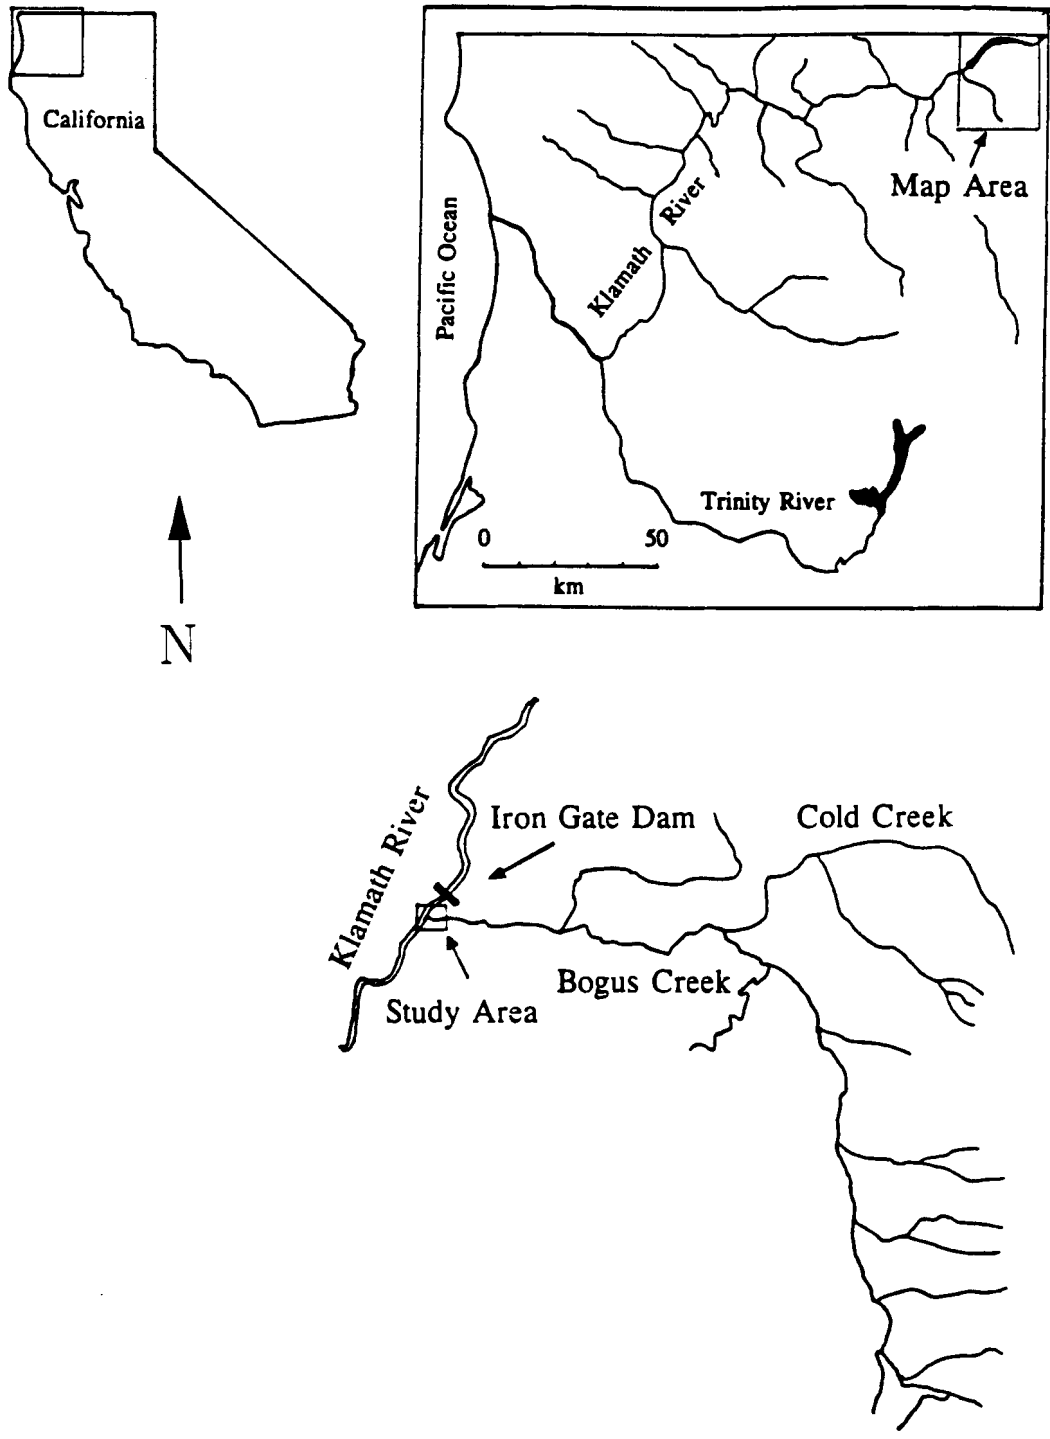 California
Pacific Ocean
Klamath River
Map Area
Trinity River
0 50
km
N
Klamath River
Iron Gate Dam
Cold Creek
Bogus Creek
Study Area